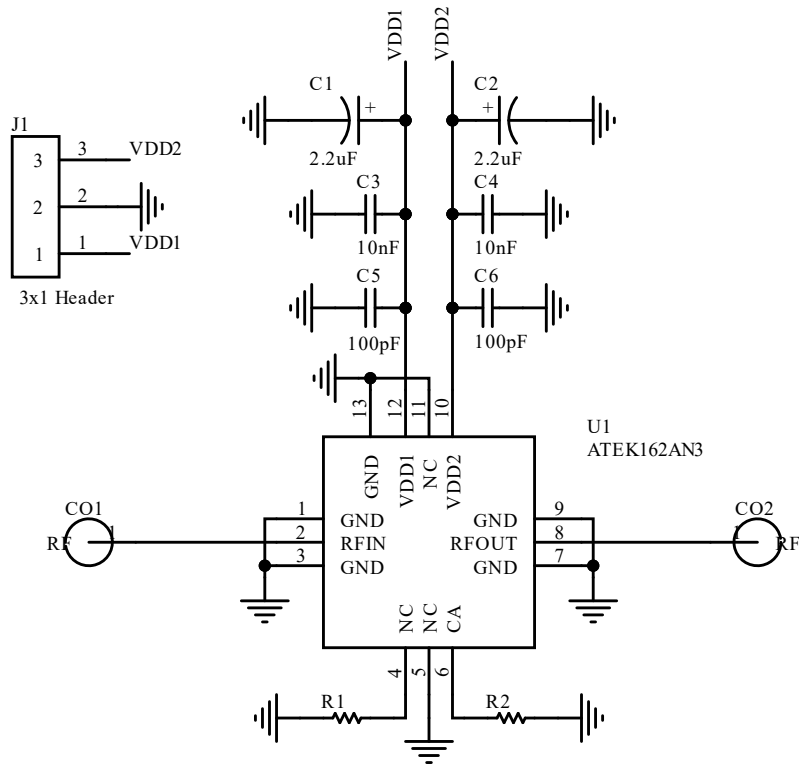 VDD1
VDD2
C1
C2
+
+
J1
2.2uF
2.2uF
3
3
VDD2
C3
C4
2
2
10nF
10nF
1
1
VDD1
C5
C6
3x1 Header
100pF
100pF
13
12
11
10
U1
ATEK162AN3
GND
VDD1
NC
VDD2
CO1
CO2
1
GND
GND
9
RF
1
2
RFIN
RFOUT
8
1
RF
3
GND
GND
7
NC
NC
CA
4
5
6
R1
R2